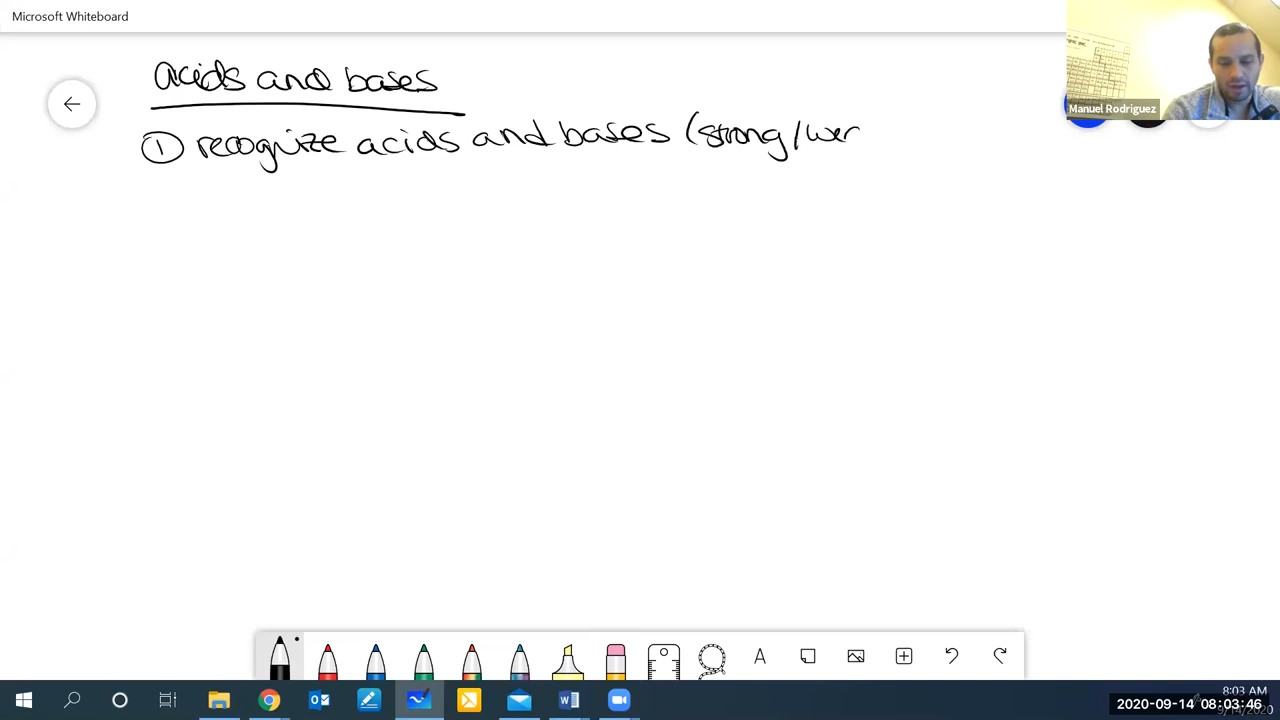 Microsoft Whiteboard
acids and bases
① recognize acids and bases (strong/wer
Manuel Rodriguez
8:03 AM
2020-09-14 08:03:46